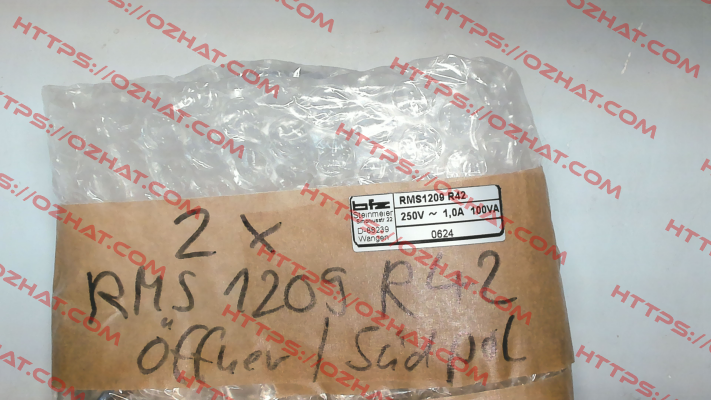 bfz
Steinmeier
D-88239
Wangen
RMS1209 R42
250V ~ 1,0A 100VA
0624
2 x
RMS 1209 R42
Öffner / Südpol
HTTPS://OZHAT.COM